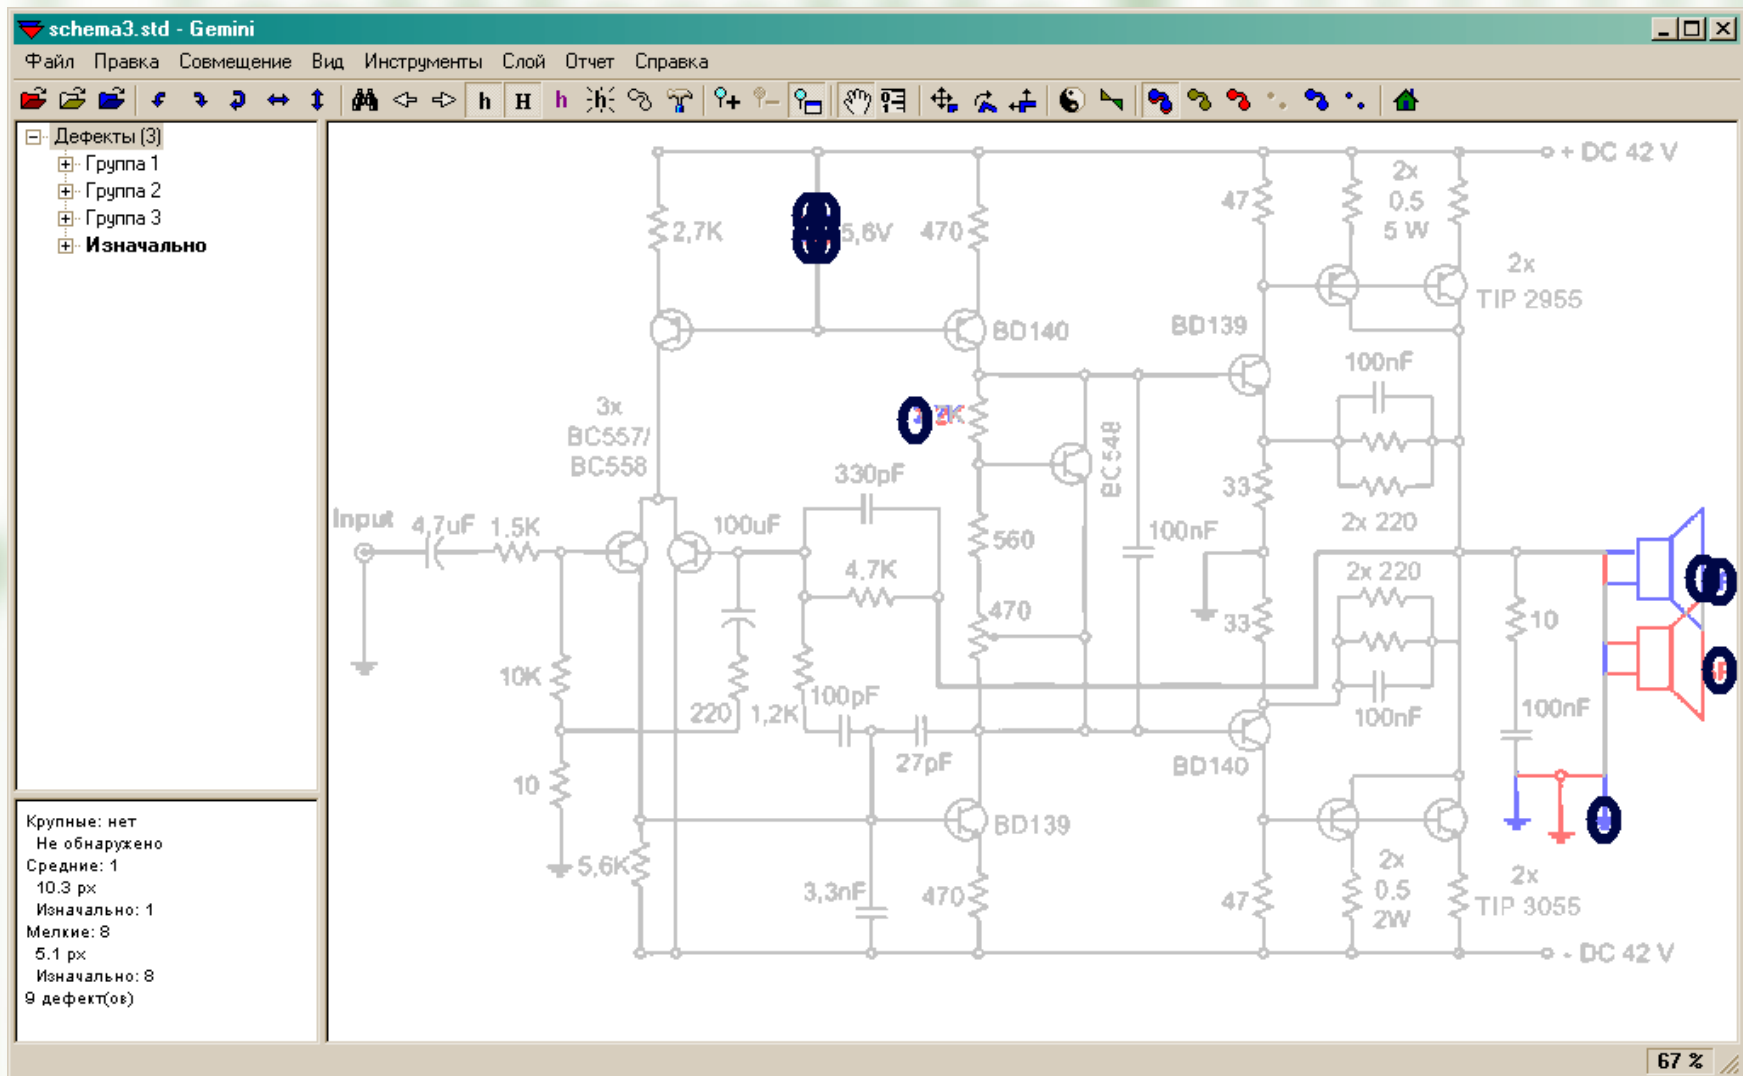 schema3.std - Gemini
Файл Правка Совмещение Вид Инструменты Слой Отчет Справка
h H h h
Дефекты (3)
Группа 1
Группа 2
Группа 3
Изначально
Крупные: нет
Не обнаружено
Средние: 1
10.3 px
Изначально: 1
Мелкие: 8
5.1 px
Изначально: 8
9 дефект(ов)
+ DC 42 V
2,7K
5,6V
470
47
2x
0.5
5 W
2x
TIP 2955
BD140
BD139
100nF
3x
BC557/
BC558
BC548
330pF
33
Input
4,7uF
1.5K
100uF
560
100nF
2x 220
4.7K
2x 220
470
33
10
10K
100pF
220
1,2K
100nF
100nF
27pF
BD140
10
BD139
5,6K
3,3nF
470
47
2x
0.5
2W
2x
TIP 3055
- DC 42 V
67 %